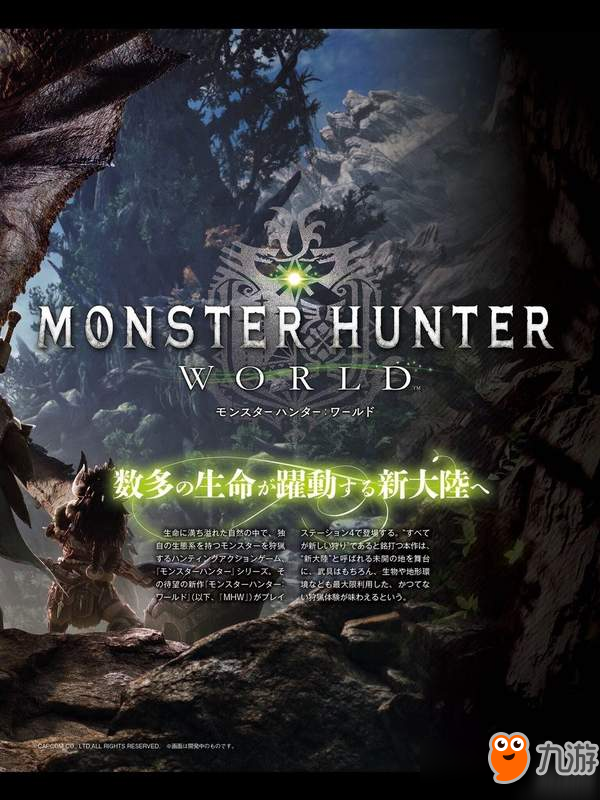 MONSTER HUNTER
WORLD™
モンスターハンター：ワールド
数多の生命が躍動する新大陸へ
生命に満ち溢れた自然の中で、独
自の生態系を持つモンスターを狩猟
するハンティングアクションゲーム、
『モンスターハンター』シリーズ。そ
の待望の新作『モンスターハンター:
ワールド』（以下、『MHW』）がプレイ
ステーション4で登場する。“すべて
が新しい狩り”であると銘打つ本作は、
“新大陸”と呼ばれる未開の地を舞台
に、武具はもちろん、生物や地形環
境なども最大限利用した、かつてな
い狩猟体験が味わえるという。
©CAPCOM CO., LTD. ALL RIGHTS RESERVED. ※画面は開発中のものです。
九游